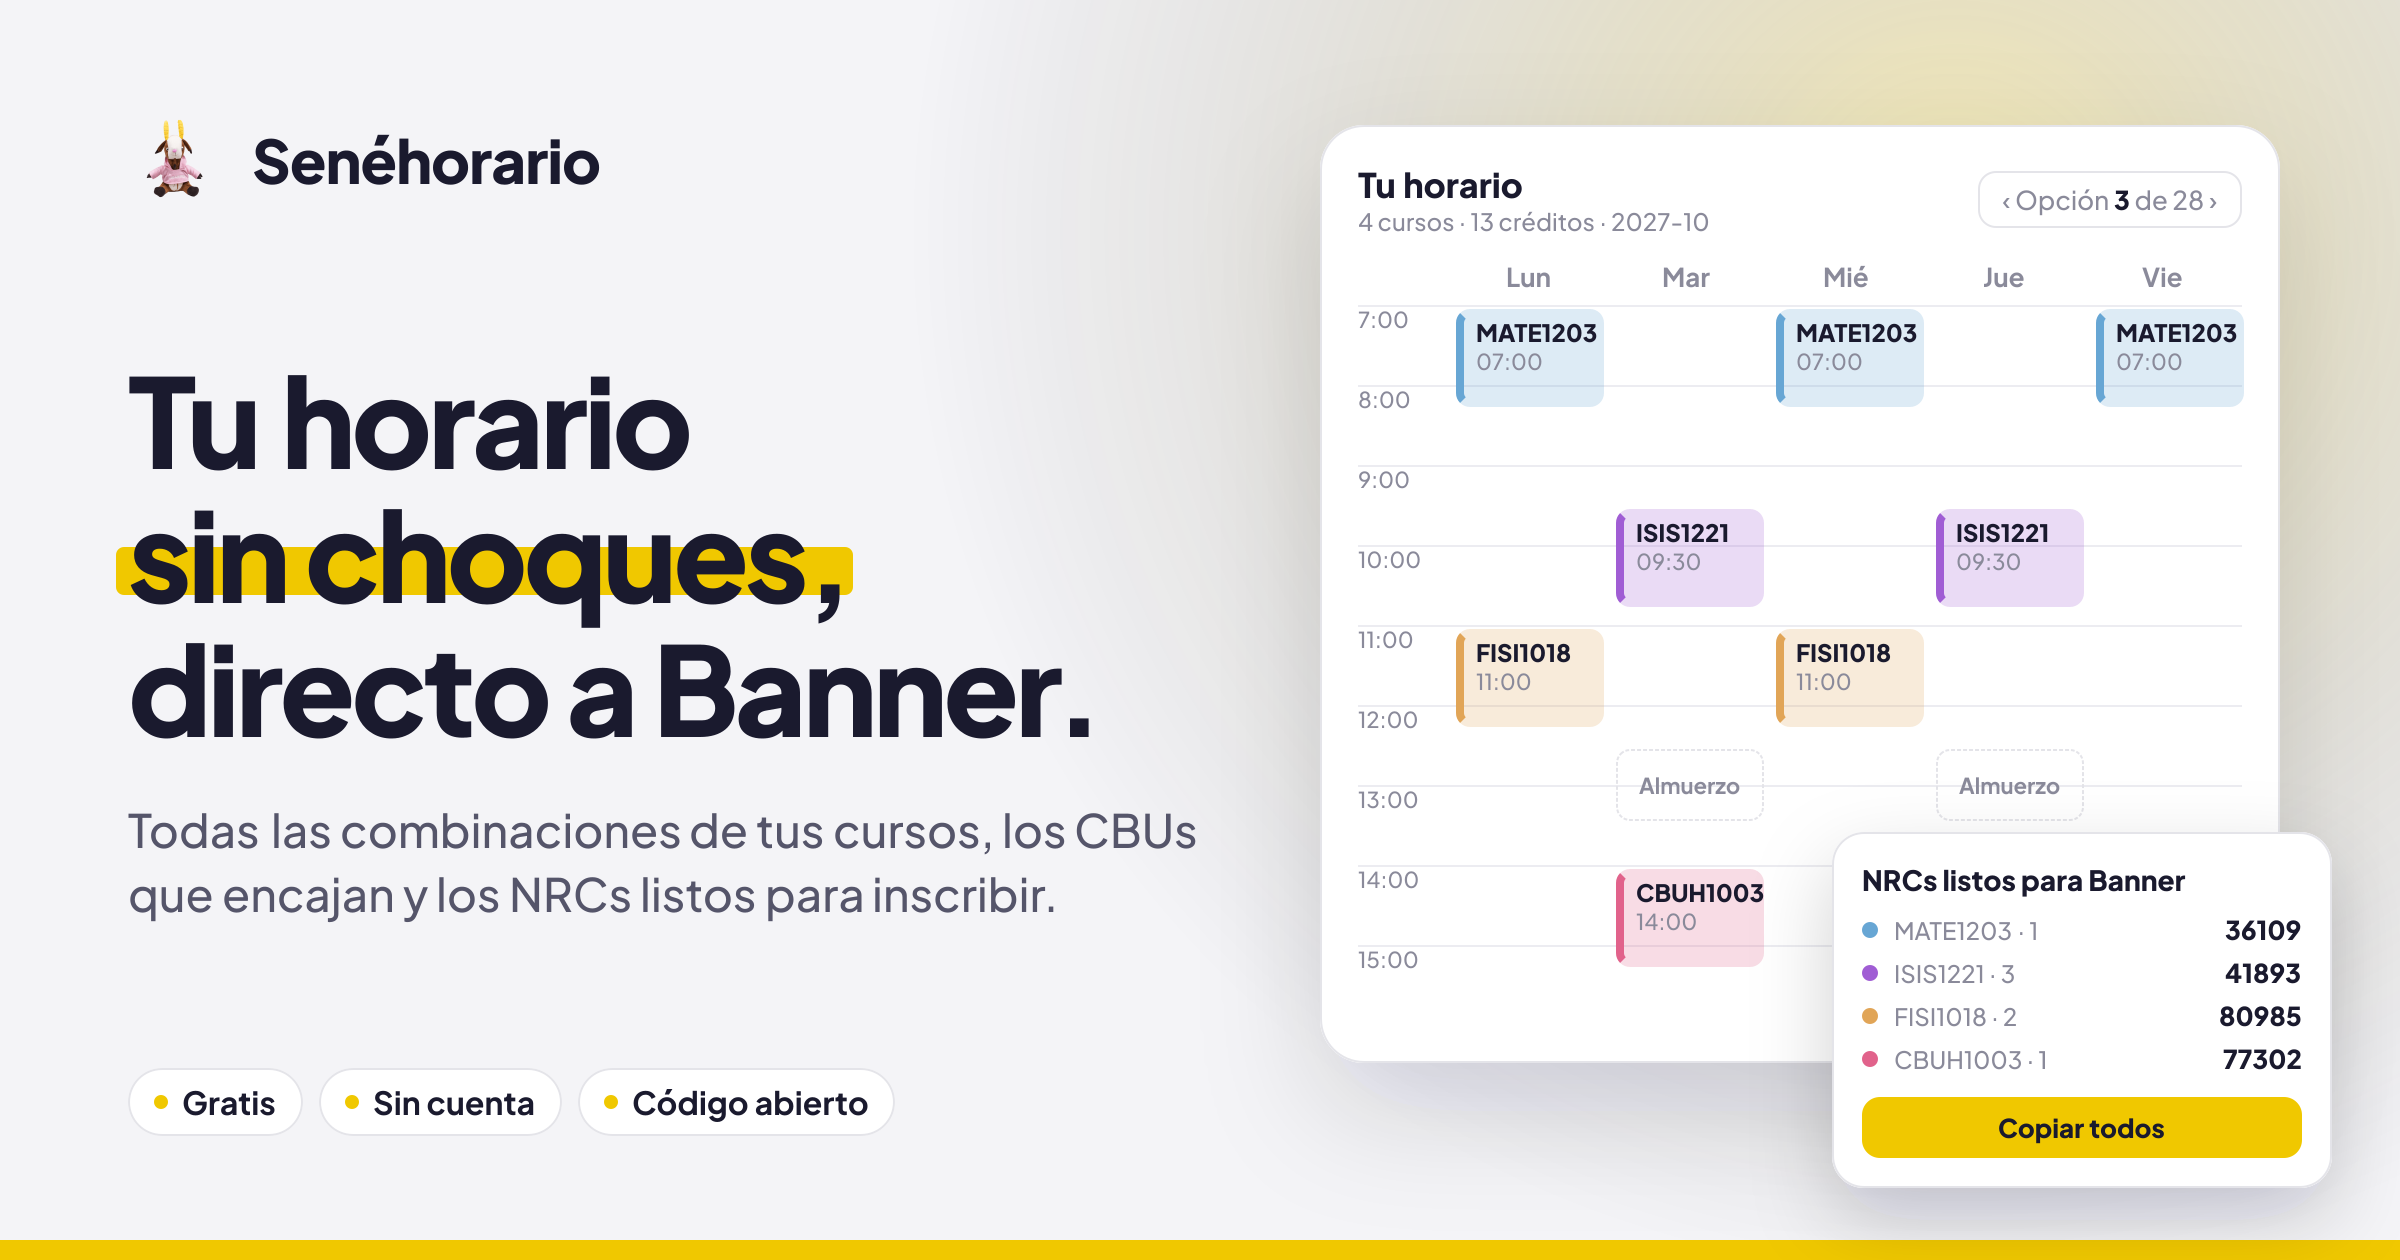 Senéhorario
Tu horario
sin choques,
directo a Banner.
Todas las combinaciones de tus cursos, los CBUs
que encajan y los NRCs listos para inscribir.
Gratis
Sin cuenta
Código abierto
Tu horario
4 cursos · 13 créditos · 2027-10
‹ Opción 3 de 28 ›
Lun Mar Mié Jue Vie
7:00
MATE1203 MATE1203 MATE1203
07:00 07:00 07:00
8:00
9:00
ISIS1221 ISIS1221
10:00
09:30 09:30
11:00
FISI1018 FISI1018
11:00 11:00
12:00
Almuerzo Almuerzo
13:00
14:00
CBUH1003
14:00
15:00
NRCs listos para Banner
MATE1203 · 1 36109
ISIS1221 · 3 41893
FISI1018 · 2 80985
CBUH1003 · 1 77302
Copiar todos